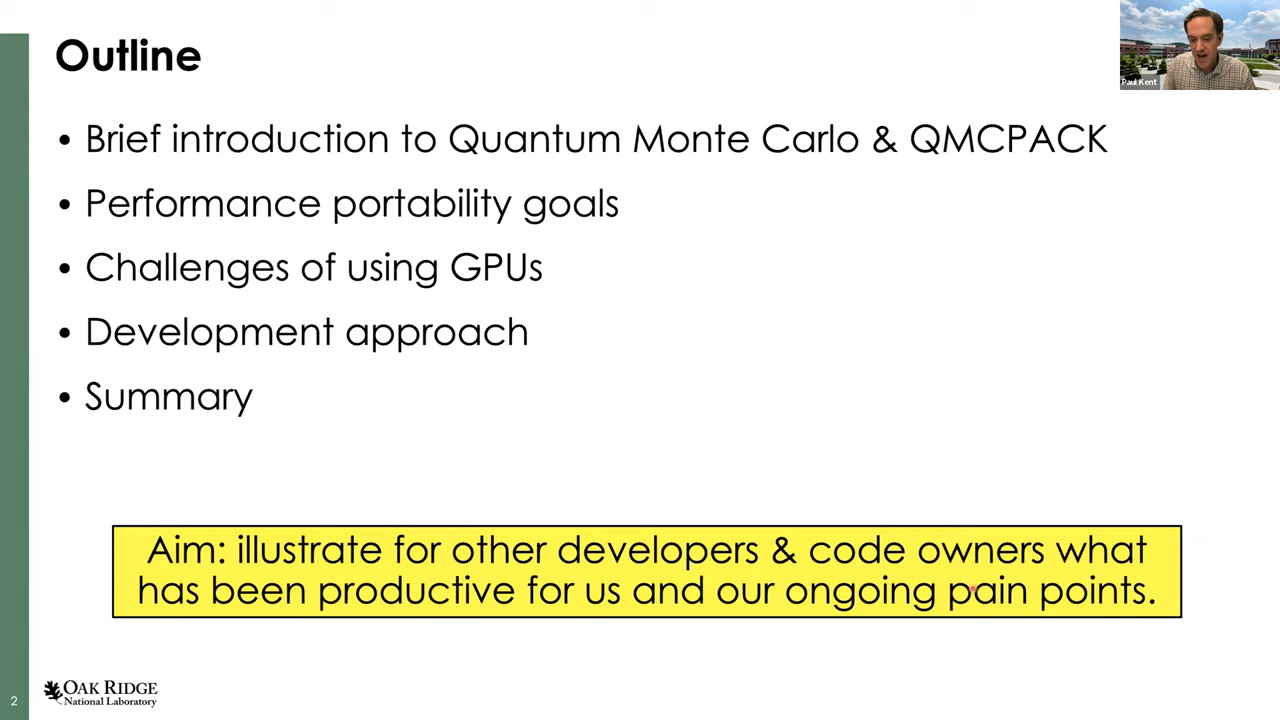 Outline
• Brief introduction to Quantum Monte Carlo & QMCPACK
• Performance portability goals
• Challenges of using GPUs
• Development approach
• Summary
Aim: illustrate for other developers & code owners what
has been productive for us and our ongoing pain points.
Paul Kent
2
OAK RIDGE
National Laboratory